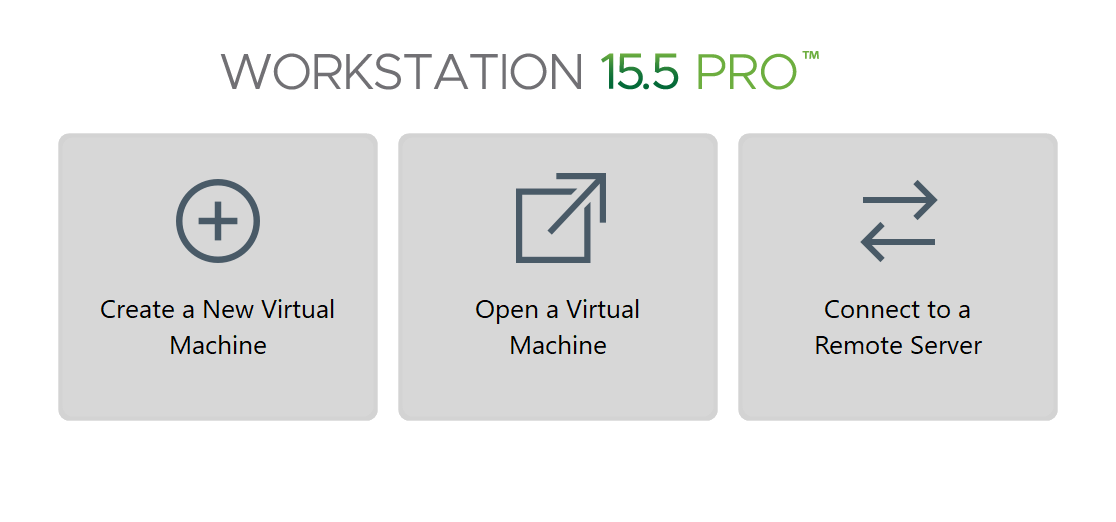 WORKSTATION 15.5 PRO™
Create a New Virtual
Machine
Open a Virtual
Machine
Connect to a
Remote Server